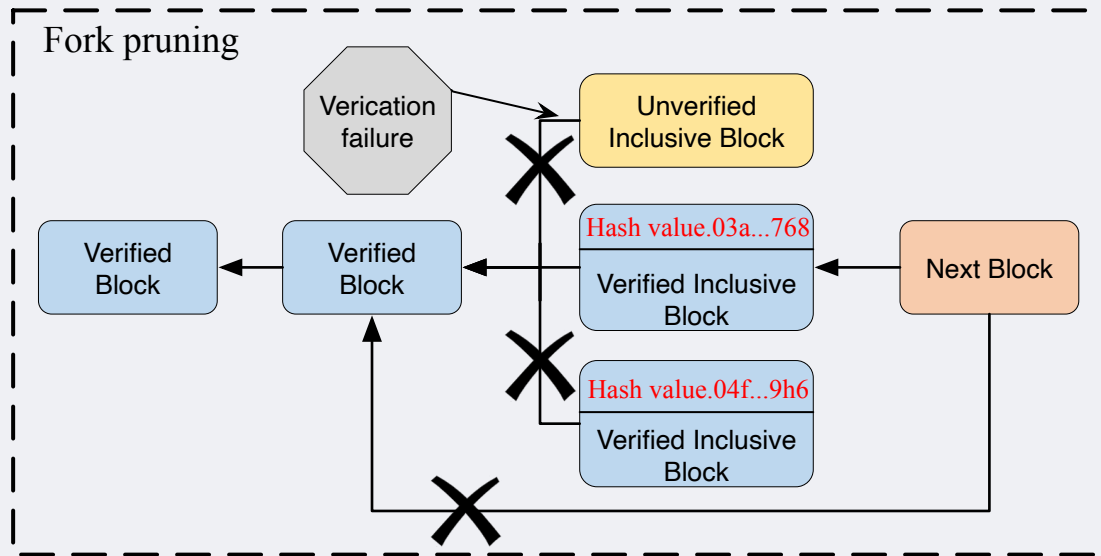 Fork pruning
Verication
failure
Unverified
Inclusive Block
Hash value.03a...768
Verified Inclusive
Block
Verified
Block
Verified
Block
Next Block
Hash value.04f...9h6
Verified Inclusive
Block